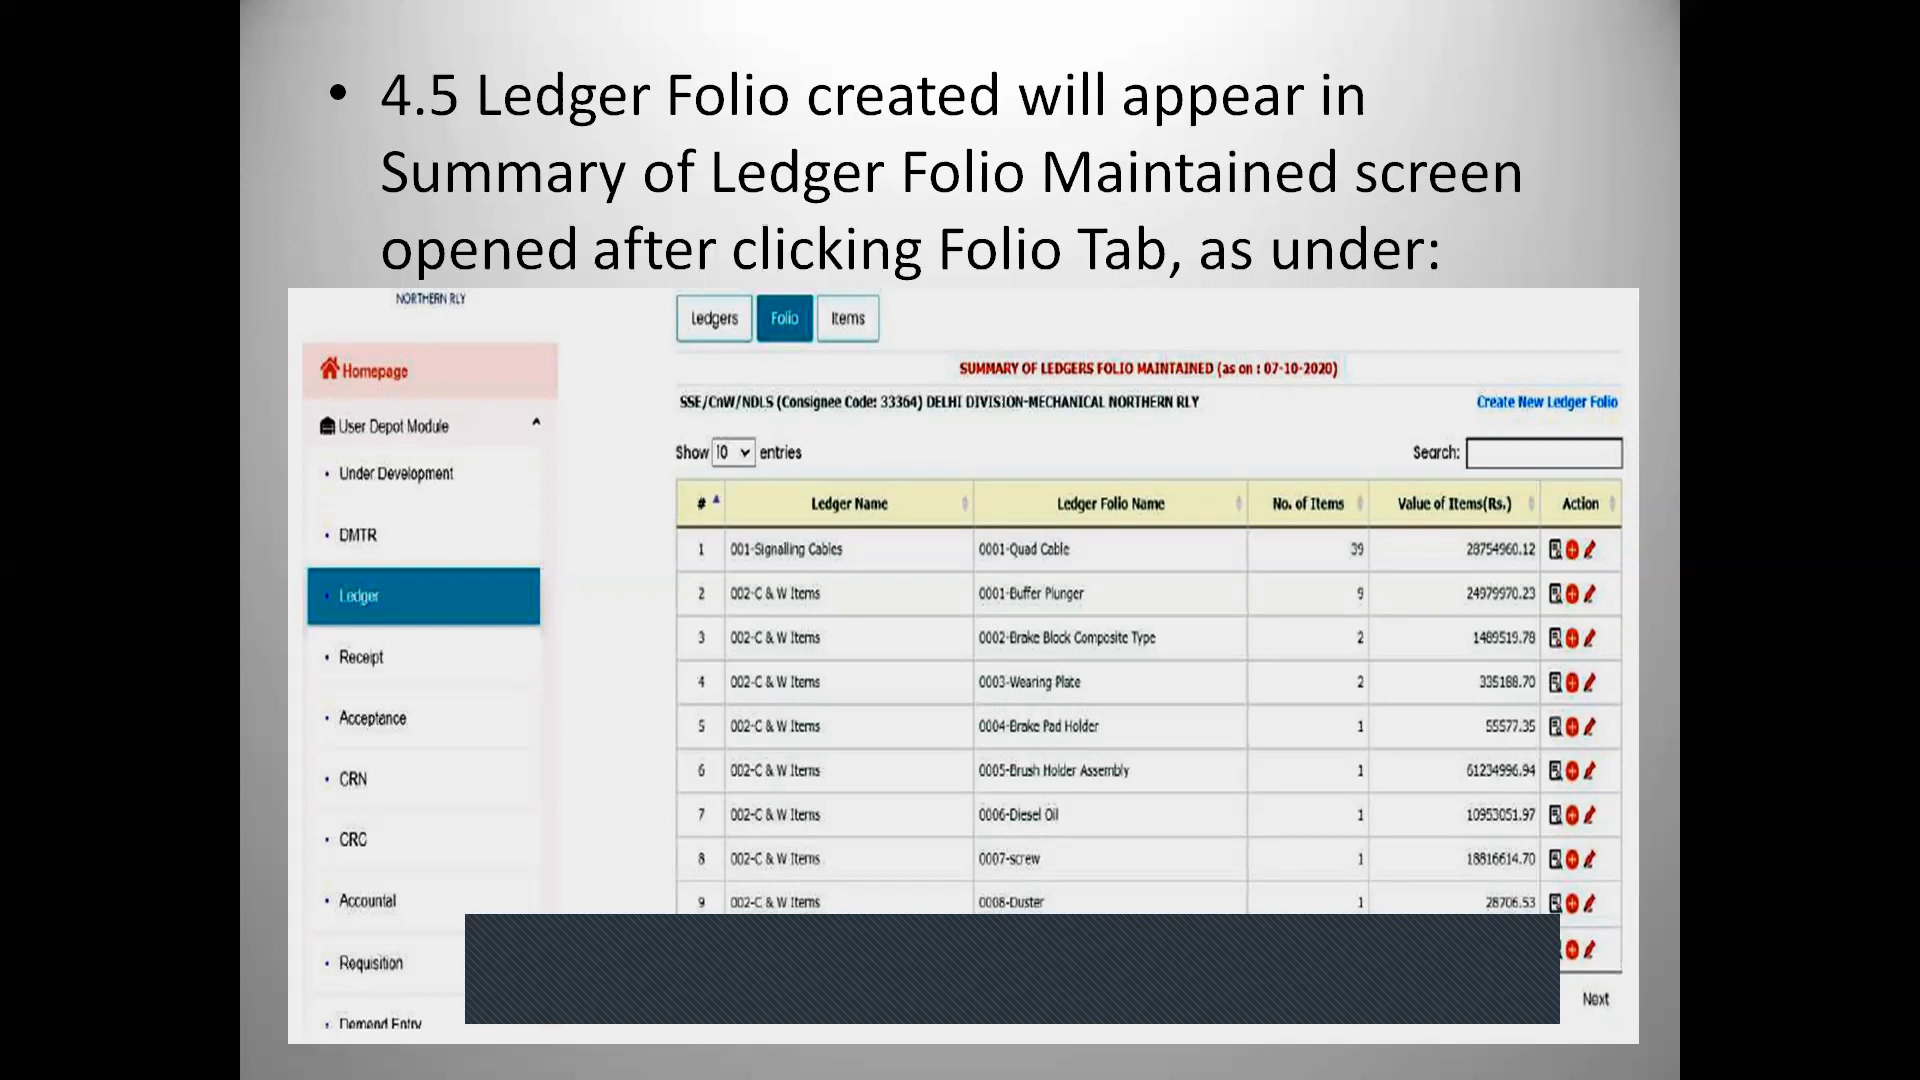 • 4.5 Ledger Folio created will appear in
Summary of Ledger Folio Maintained screen
opened after clicking Folio Tab, as under:
NORTHERN RLY
Ledgers Folio Items
Homepage
SUMMARY OF LEDGERS FOLIO MAINTAINED (as on : 07-10-2020)
SSE/CnW/NDLS (Consignee Code: 33364) DELHI DIVISION-MECHANICAL NORTHERN RLY Create New Ledger Folio
User Depot Module
Show 10 entries Search:
• Under Development
• DMTR
• Ledger
• Receipt
• Acceptance
• CRN
• CRC
• Accountal
• Requisition
• Demand Entry
# Ledger Name Ledger Folio Name No. of Items Value of Items(Rs.) Action
1 001-Signalling Cables 0001-Quad Cable 39 28754960.12
2 002-C & W Items 0001-Buffer Plunger 9 24979970.23
3 002-C & W Items 0002-Brake Block Composite Type 2 1489519.78
4 002-C & W Items 0003-Wearing Plate 2 335188.70
5 002-C & W Items 0004-Brake Pad Holder 1 55577.35
6 002-C & W Items 0005-Brush Holder Assembly 1 61234996.94
7 002-C & W Items 0006-Diesel Oil 1 10953051.97
8 002-C & W Items 0007-screw 1 18816614.70
9 002-C & W Items 0008-Duster 1 28706.53
Next